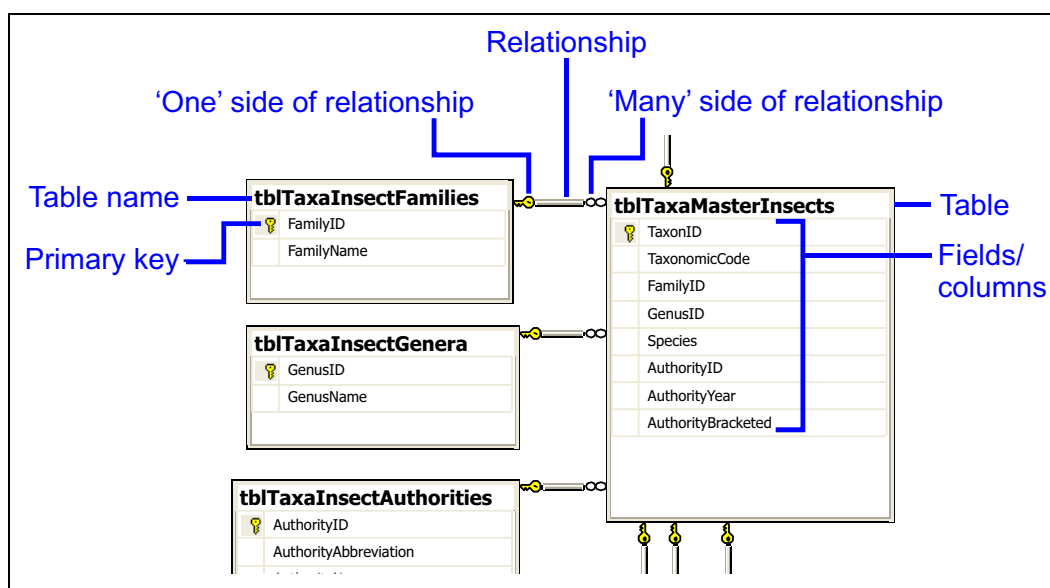 Relationship
‘One’ side of relationship
‘Many’ side of relationship
Table name
Primary key
tblTaxaInsectFamilies
FamilyID
FamilyName
tblTaxaInsectGenera
GenusID
GenusName
tblTaxaInsectAuthorities
AuthorityID
AuthorityAbbreviation
tblTaxaMasterInsects
TaxonID
TaxonomicCode
FamilyID
GenusID
Species
AuthorityID
AuthorityYear
AuthorityBracketed
Table
Fields/
columns